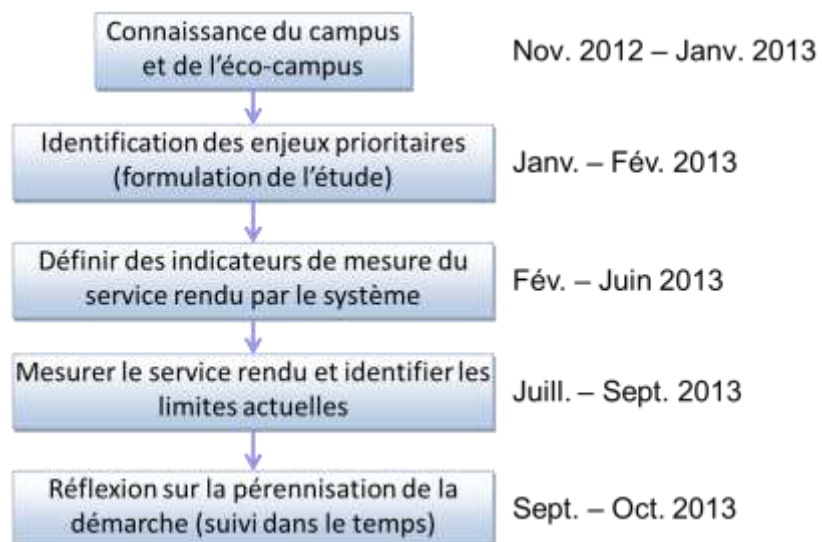 Connaissance du campus
et de l'éco-campus
Nov. 2012 – Janv. 2013
Identification des enjeux prioritaires
(formulation de l'étude)
Janv. – Fév. 2013
Définir des indicateurs de mesure du
service rendu par le système
Fév. – Juin 2013
Mesurer le service rendu et identifier les
limites actuelles
Juill. – Sept. 2013
Réflexion sur la pérennisation de la
démarche (suivi dans le temps)
Sept. – Oct. 2013